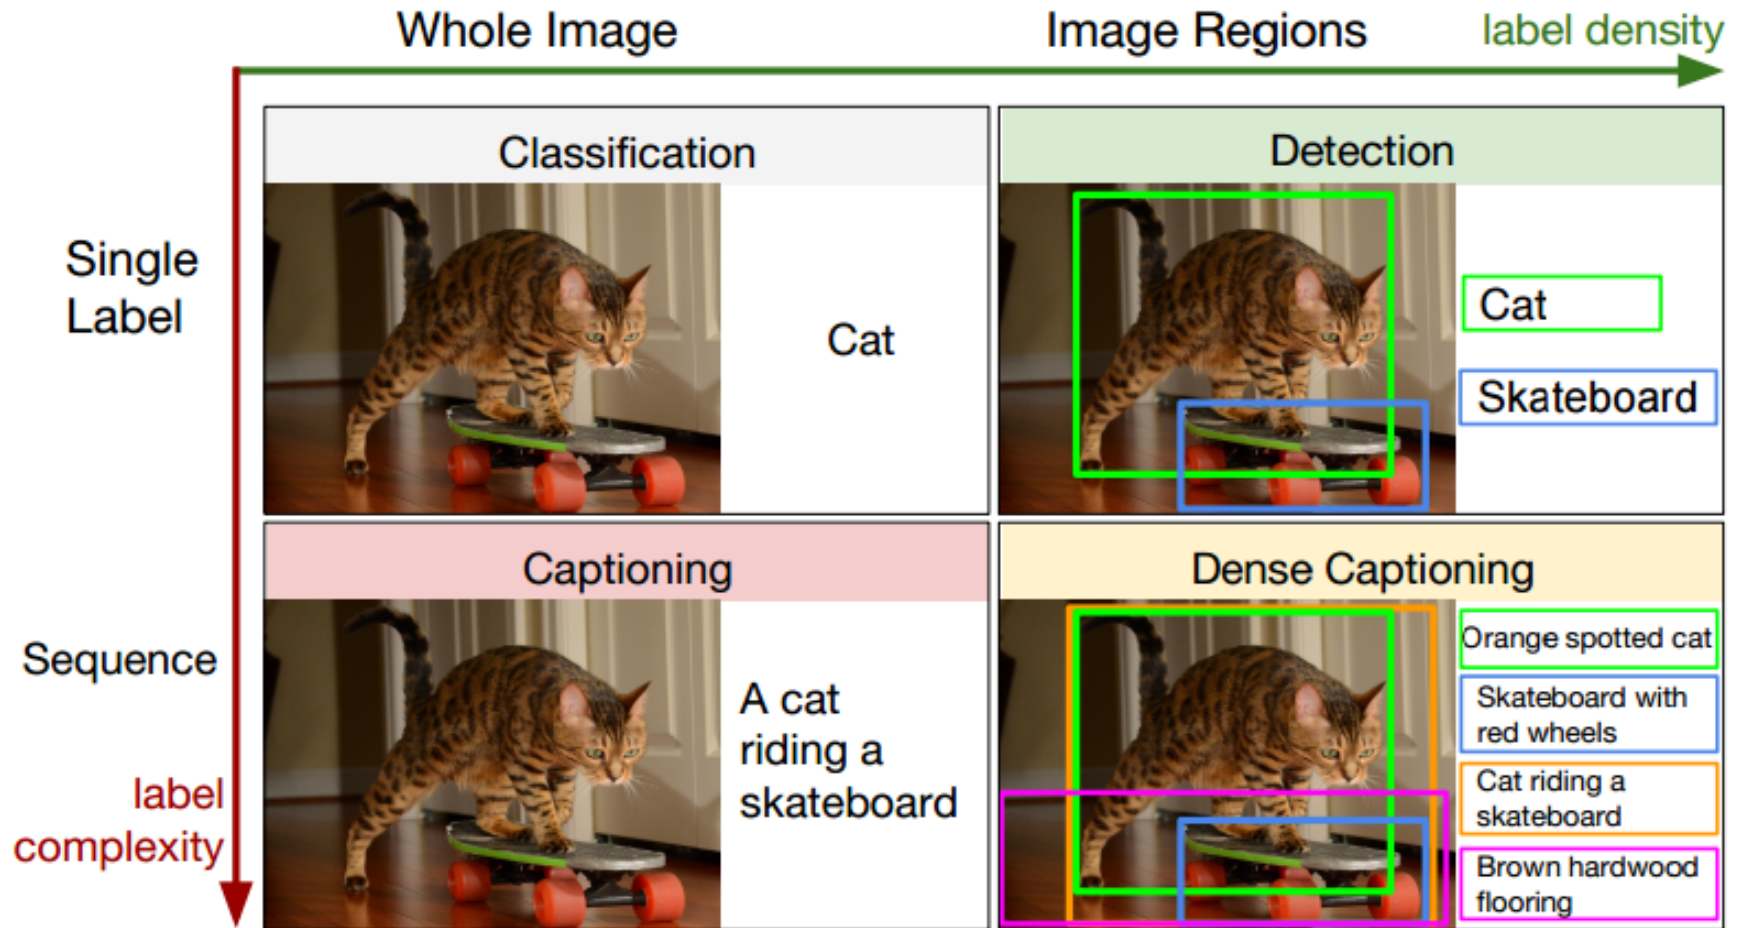 Whole Image
Image Regions
label density
Classification
Detection
Single
Label
Cat
Cat
Skateboard
Captioning
Dense Captioning
Sequence
label
complexity
A cat
riding a
skateboard
Orange spotted cat
Skateboard with
red wheels
Cat riding a
skateboard
Brown hardwood
flooring